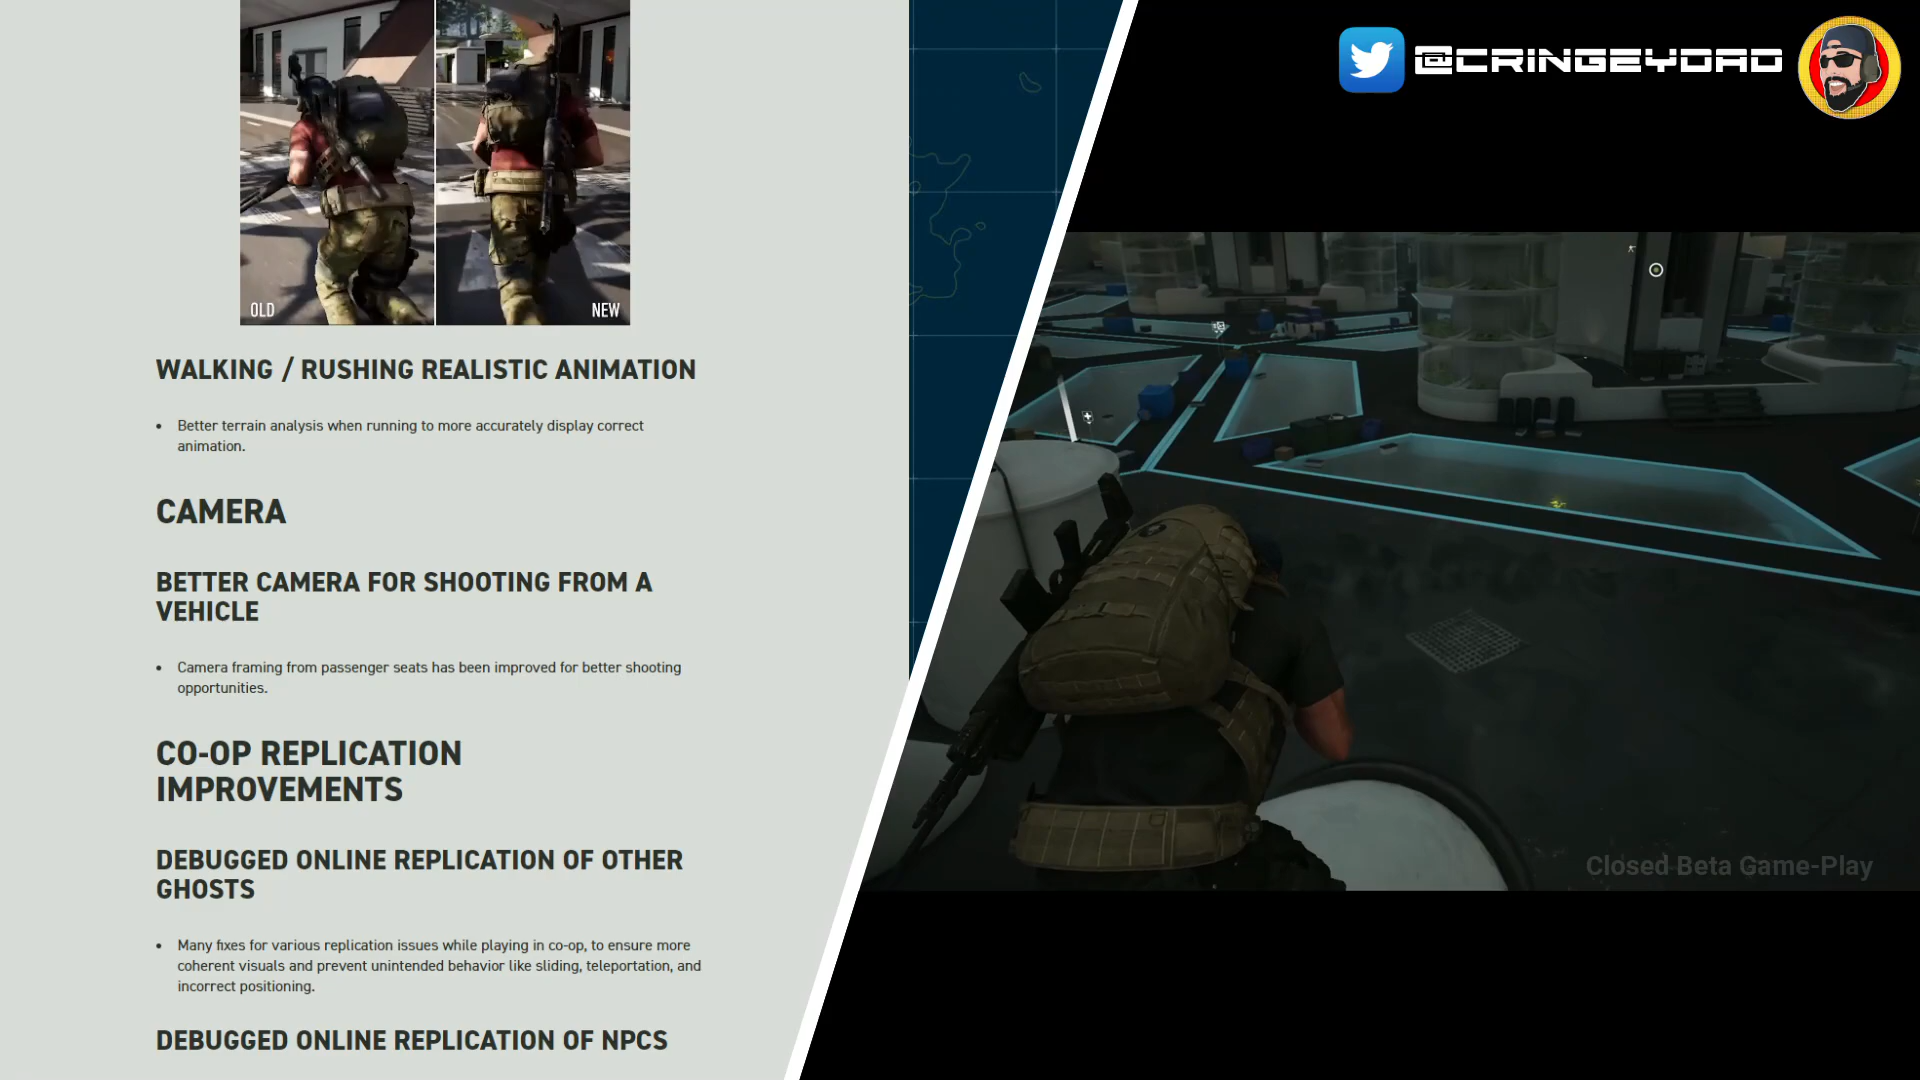 @CRINGEYDAD
OLD
NEW
WALKING / RUSHING REALISTIC ANIMATION
• Better terrain analysis when running to more accurately display correct
animation.
CAMERA
BETTER CAMERA FOR SHOOTING FROM A
VEHICLE
• Camera framing from passenger seats has been improved for better shooting
opportunities.
CO-OP REPLICATION
IMPROVEMENTS
DEBUGGED ONLINE REPLICATION OF OTHER
GHOSTS
• Many fixes for various replication issues while playing in co-op, to ensure more
coherent visuals and prevent unintended behavior like sliding, teleportation, and
incorrect positioning.
DEBUGGED ONLINE REPLICATION OF NPCS
Closed Beta Game-Play